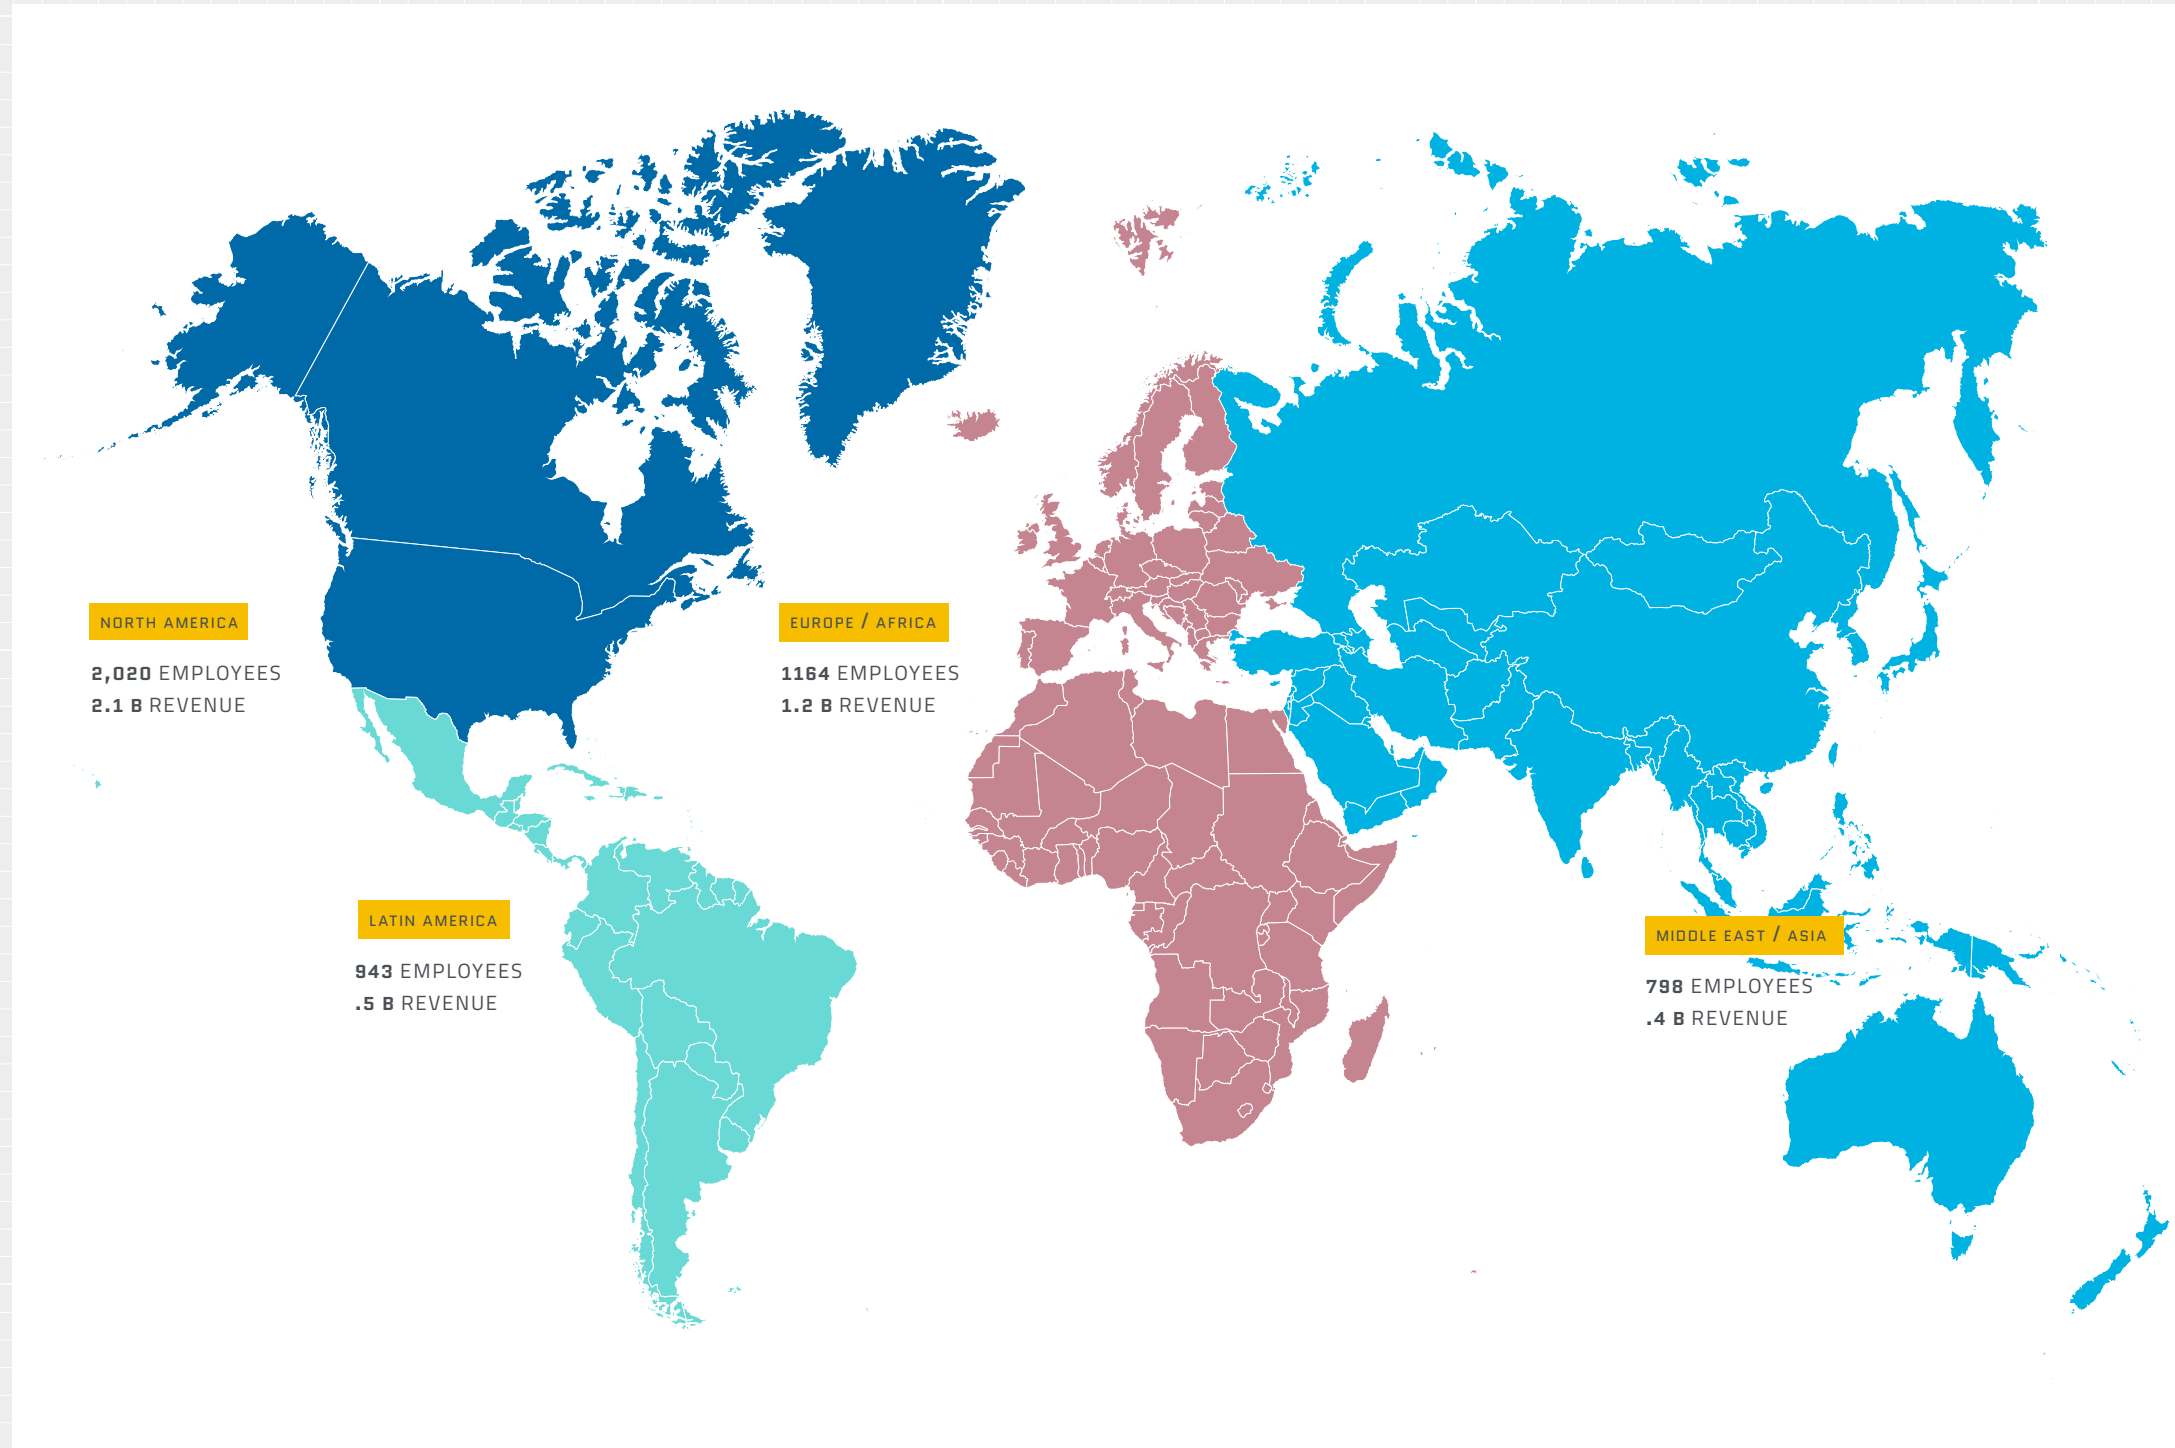 NORTH AMERICA
2,020 EMPLOYEES
2.1 B REVENUE
EUROPE / AFRICA
1164 EMPLOYEES
1.2 B REVENUE
LATIN AMERICA
943 EMPLOYEES
.5 B REVENUE
MIDDLE EAST / ASIA
798 EMPLOYEES
.4 B REVENUE